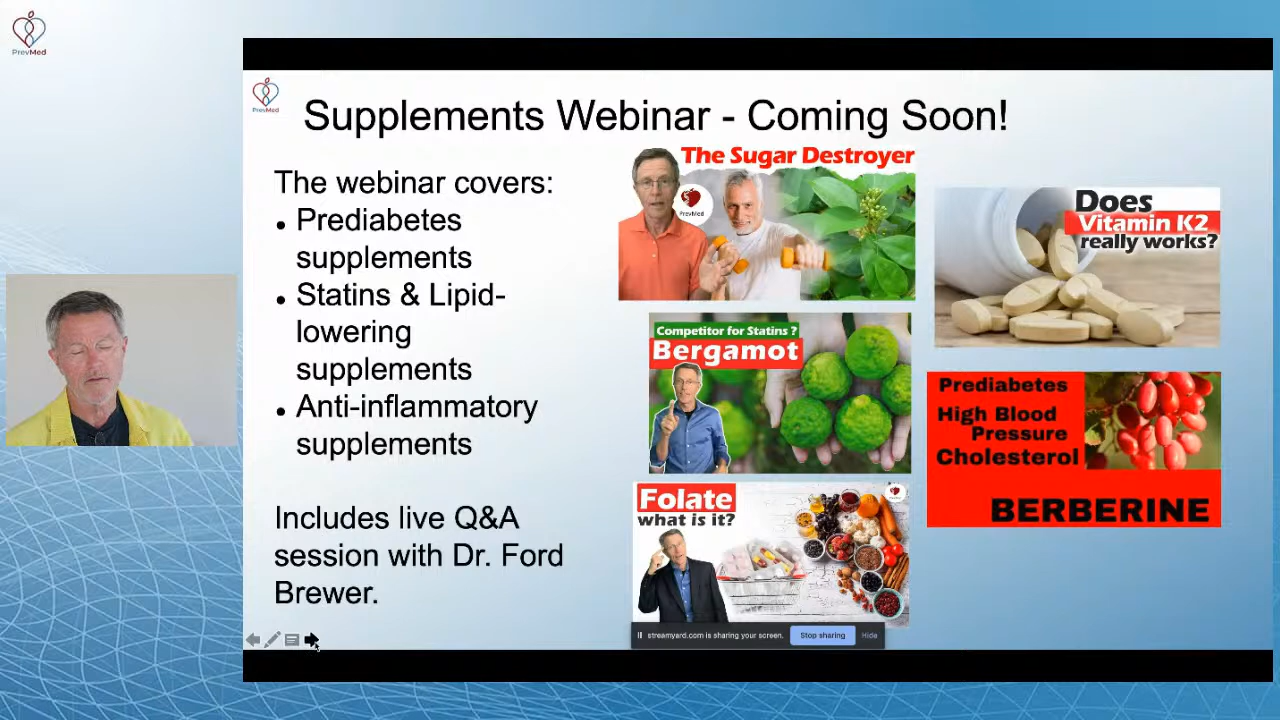 PrevMed
PrevMed
Supplements Webinar - Coming Soon!
The webinar covers:
• Prediabetes
supplements
• Statins & Lipid-
lowering
supplements
• Anti-inflammatory
supplements
Includes live Q&A
session with Dr. Ford
Brewer.
The Sugar Destroyer
PrevMed
Does
Vitamin K2
really works?
Competitor for Statins ?
Bergamot
Prediabetes
High Blood
Pressure
Cholesterol
BERBERINE
Folate
what is it?
streamyard.com is sharing your screen.
Stop sharing
Hide